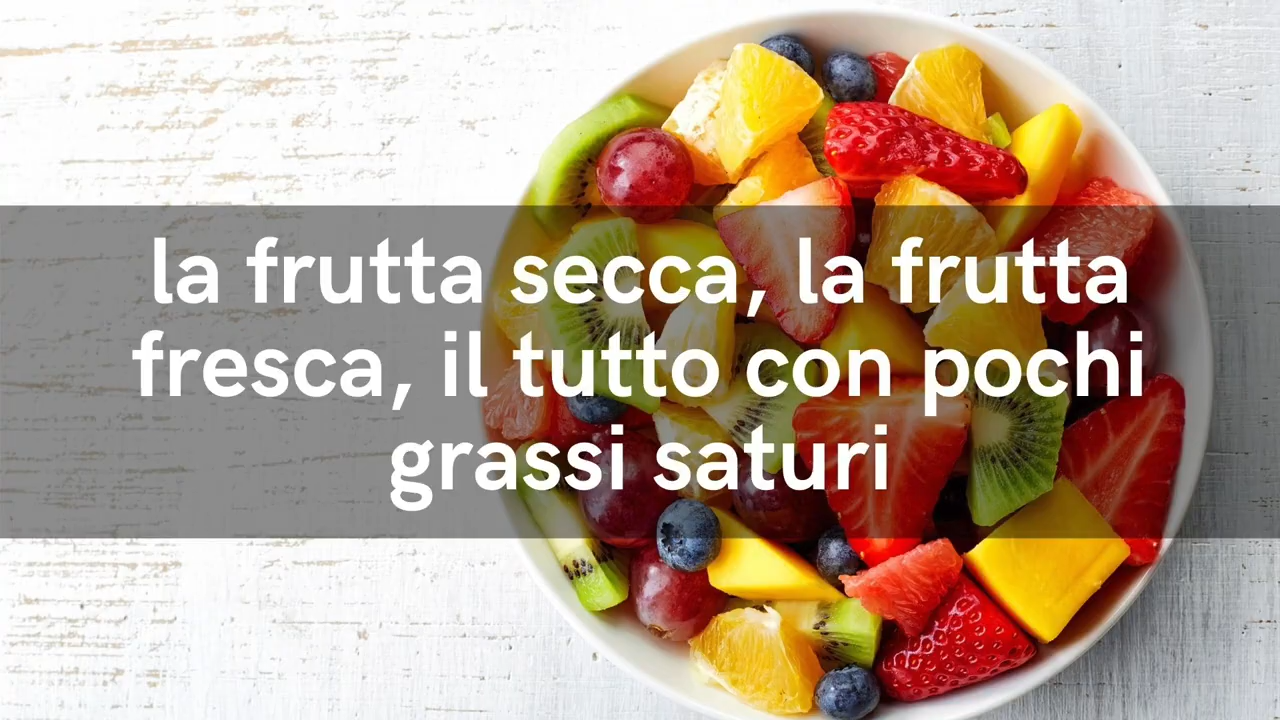 la frutta secca, la frutta
fresca, il tutto con pochi
grassi saturi